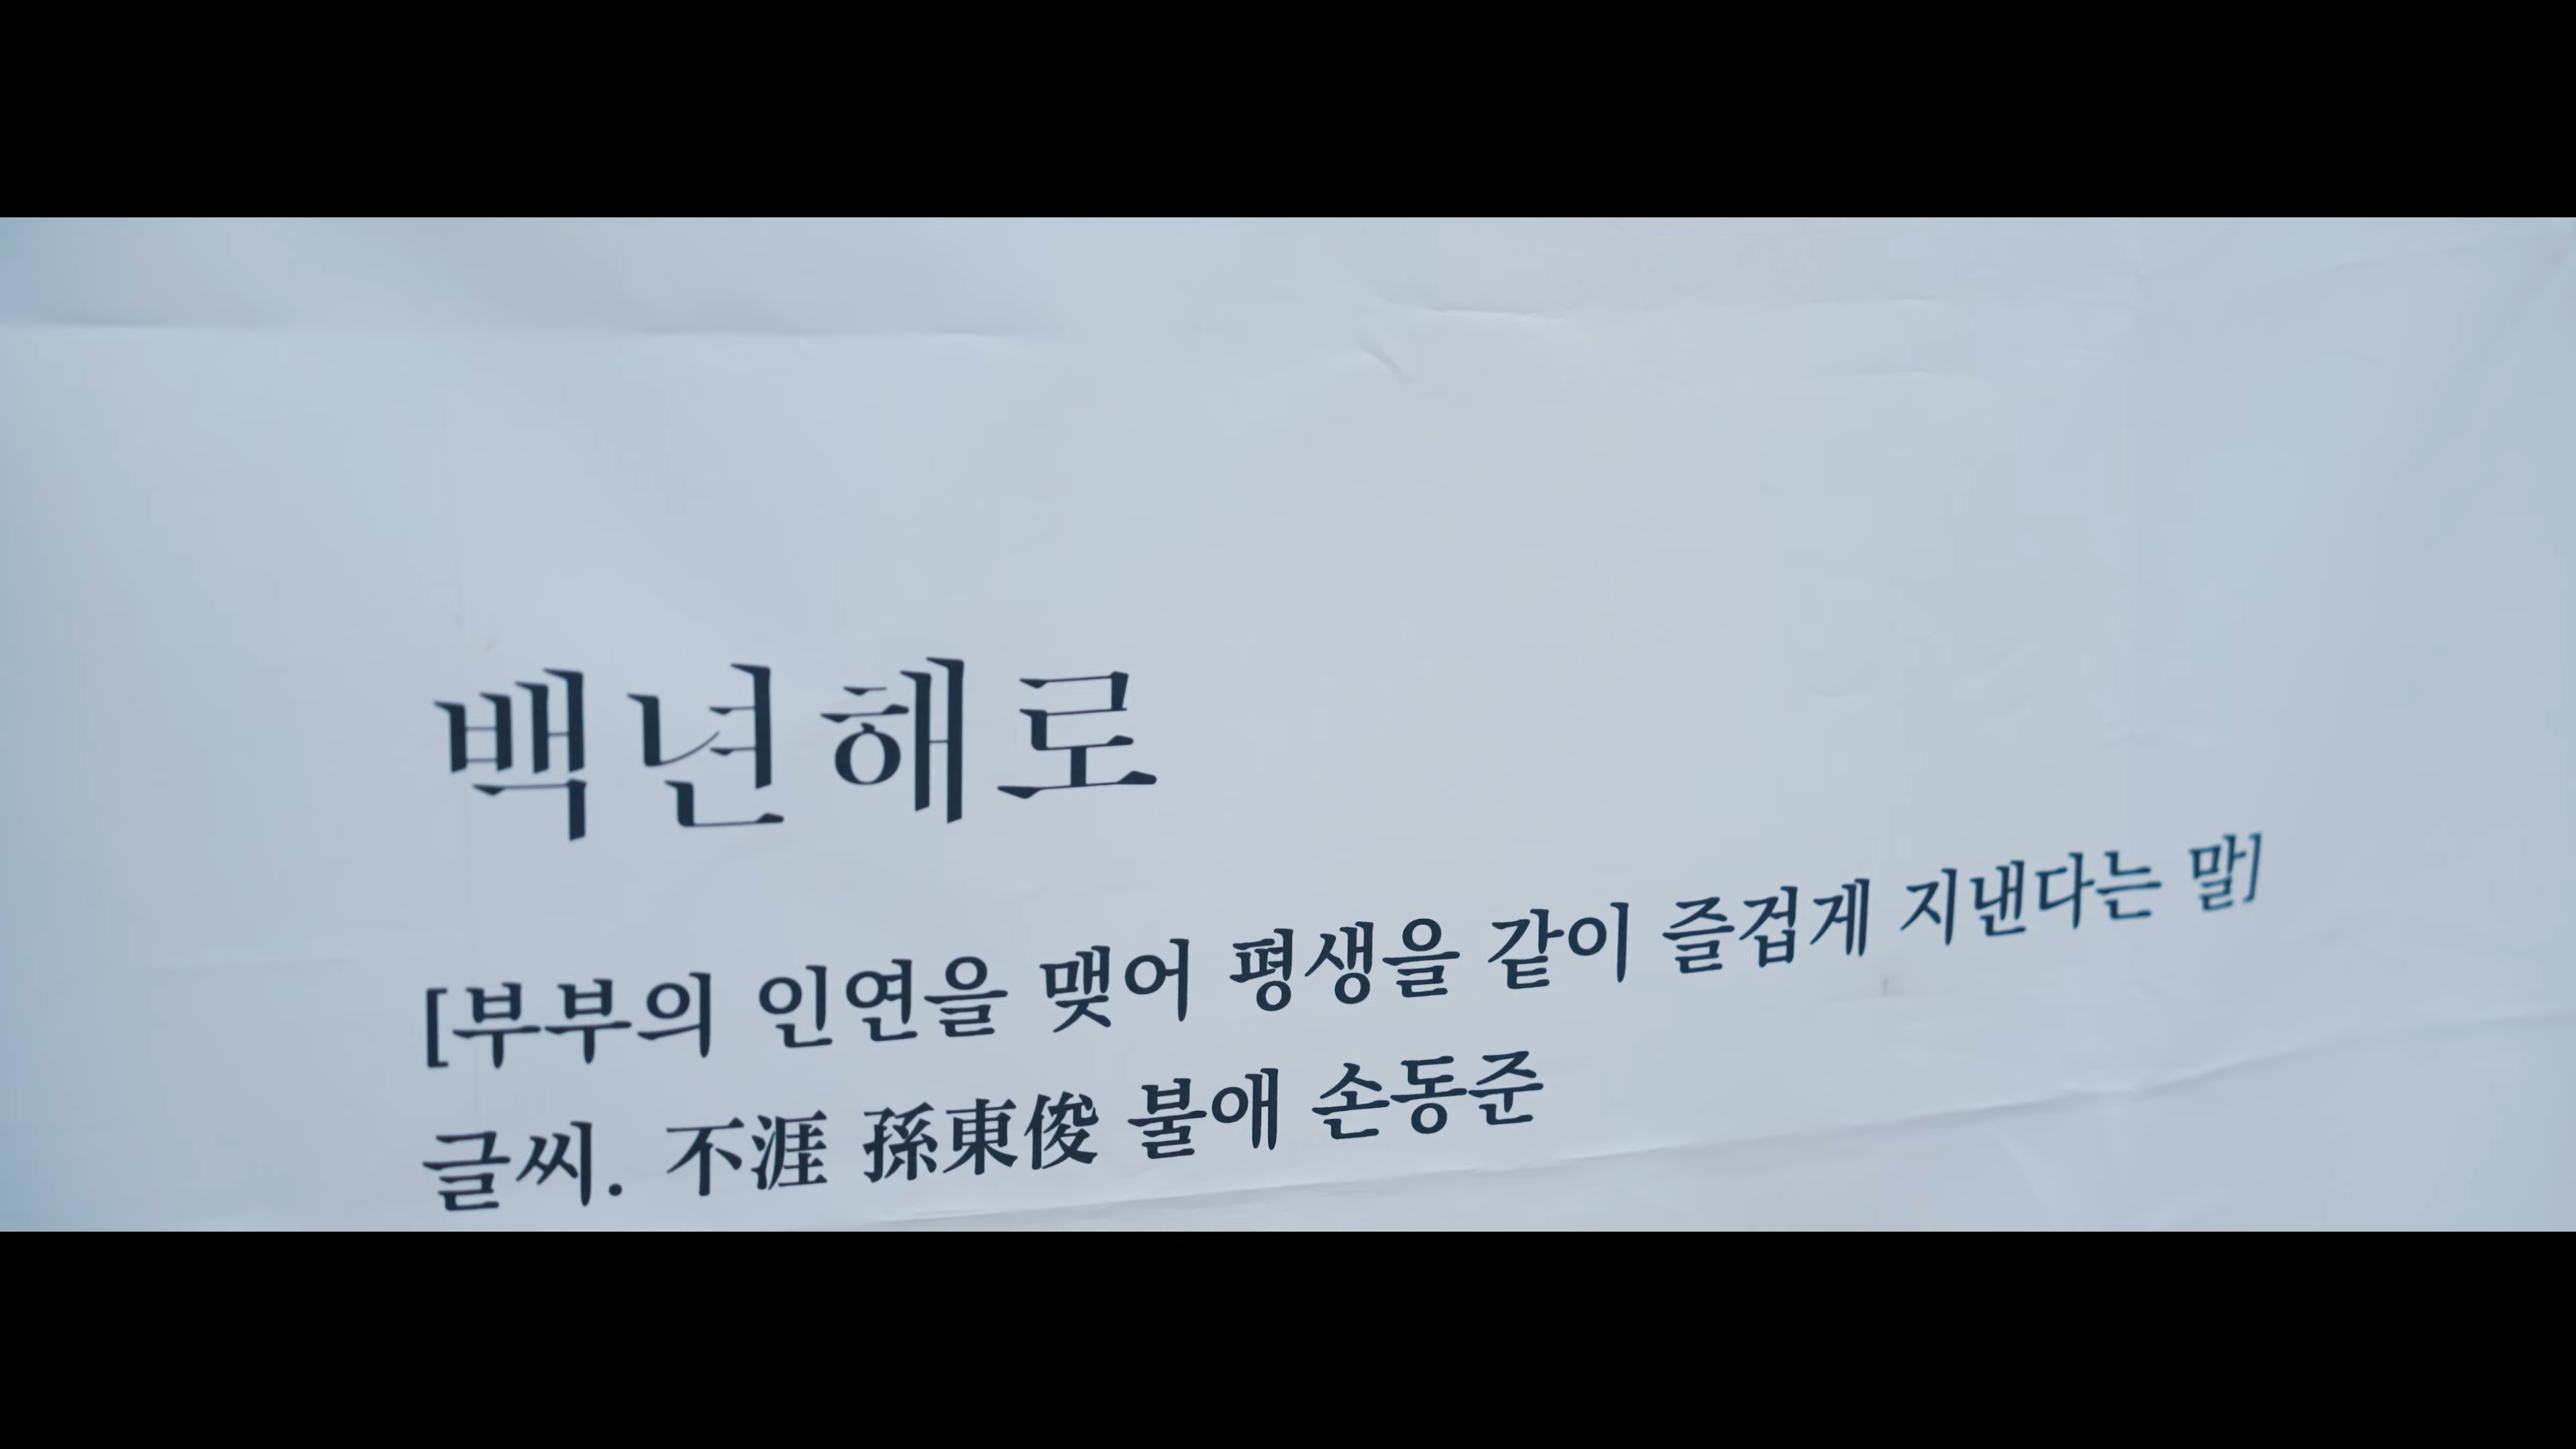 백년해로
[부부의 인연을 맺어 평생을 같이 즐겁게 지낸다는 말]
글씨. 不涯 孫東俊 불애 손동준